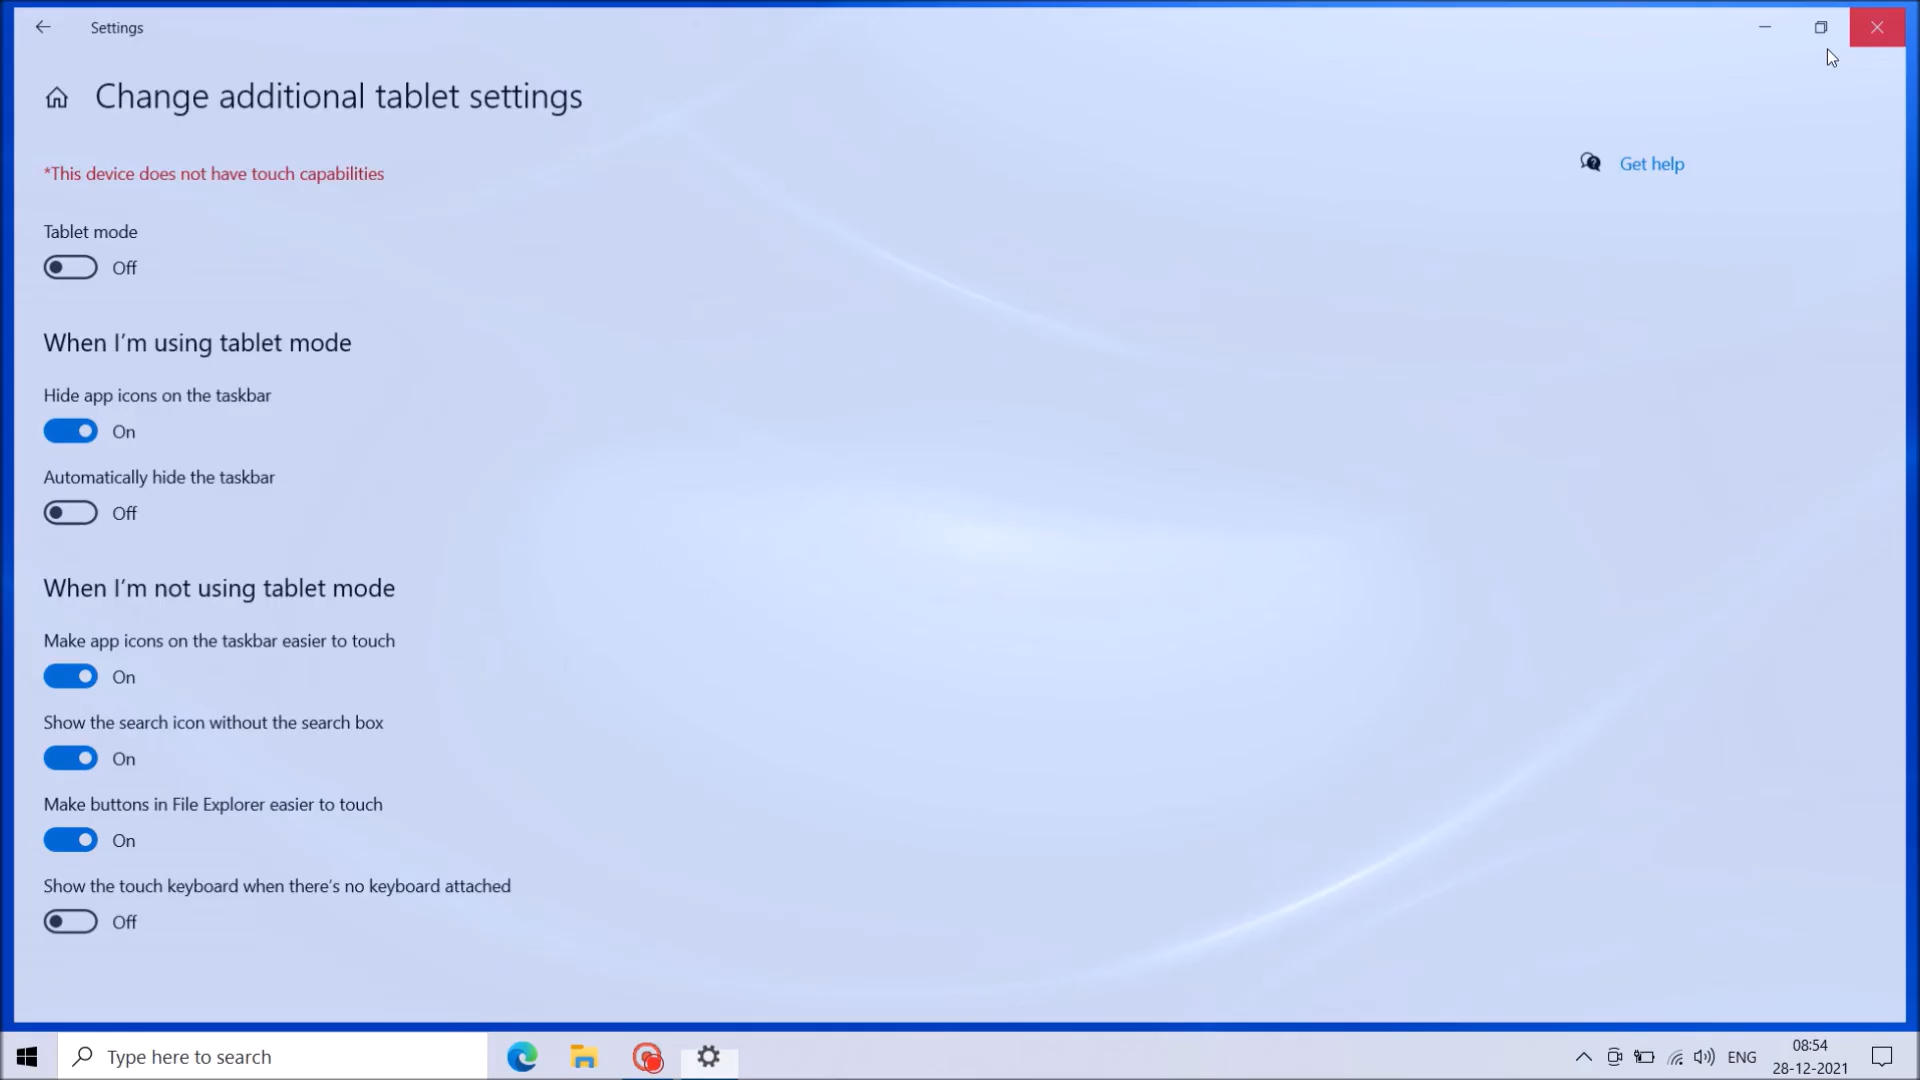 Settings
Change additional tablet settings
*This device does not have touch capabilities
Get help
Tablet mode
Off
When I’m using tablet mode
Hide app icons on the taskbar
On
Automatically hide the taskbar
Off
When I’m not using tablet mode
Make app icons on the taskbar easier to touch
On
Show the search icon without the search box
On
Make buttons in File Explorer easier to touch
On
Show the touch keyboard when there’s no keyboard attached
Off
Type here to search
ENG
08:54
28-12-2021